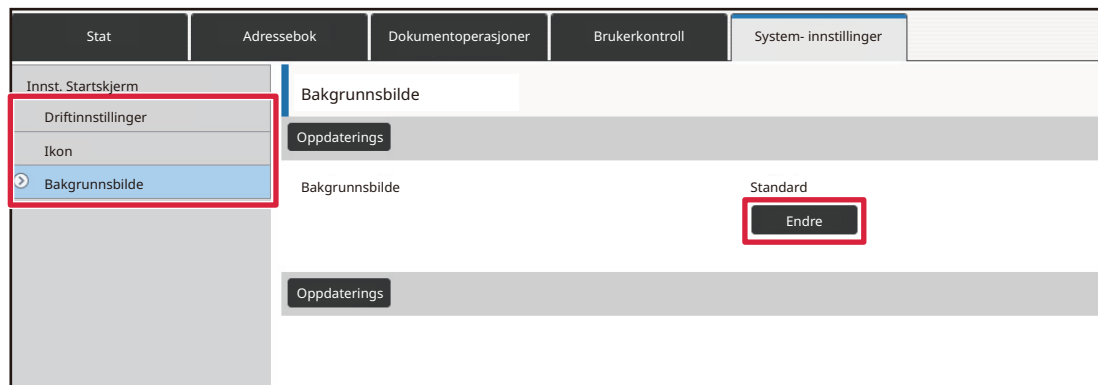 Stat Adressebok Dokumentoperasjoner Brukerkontroll System- innstillinger
Innst. Startskjerm
Driftinnstillinger
Ikon
Bakgrunnsbilde
Bakgrunnsbilde
Oppdaterings
Bakgrunnsbilde Standard
Endre
Oppdaterings